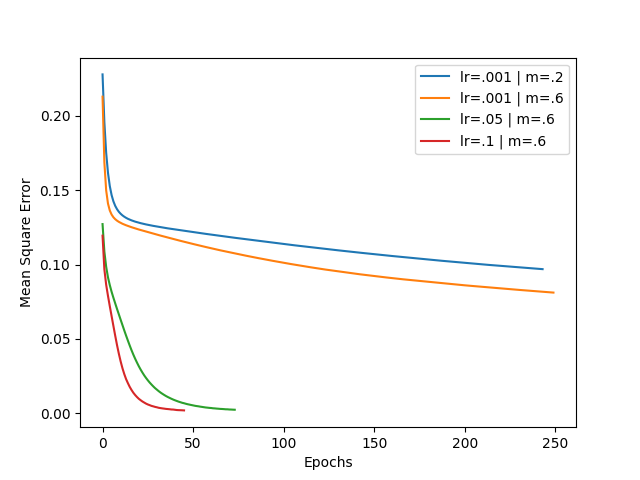 lr=.001 | m=.2
lr=.001 | m=.6
lr=.05 | m=.6
lr=.1 | m=.6
Mean Square Error
0.20
0.15
0.10
0.05
0.00
0 50 100 150 200 250
Epochs